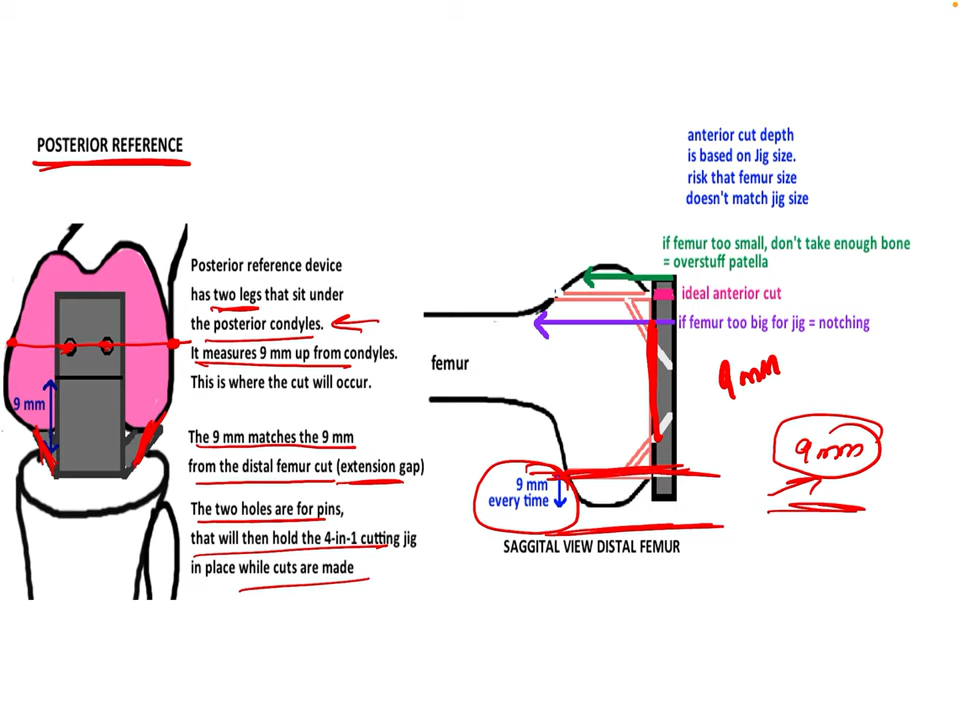 POSTERIOR REFERENCE
Posterior reference device
has two legs that sit under
the posterior condyles.
It measures 9 mm up from condyles.
This is where the cut will occur.
9 mm
The 9 mm matches the 9 mm
from the distal femur cut (extension gap)
The two holes are for pins,
that will then hold the 4-in-1 cutting jig
in place while cuts are made
anterior cut depth
is based on Jig size.
risk that femur size
doesn't match jig size
if femur too small, don't take enough bone
= overstuff patella
ideal anterior cut
if femur too big for jig = notching
femur
9 mm
9 mm
9 mm
every time
SAGGITAL VIEW DISTAL FEMUR